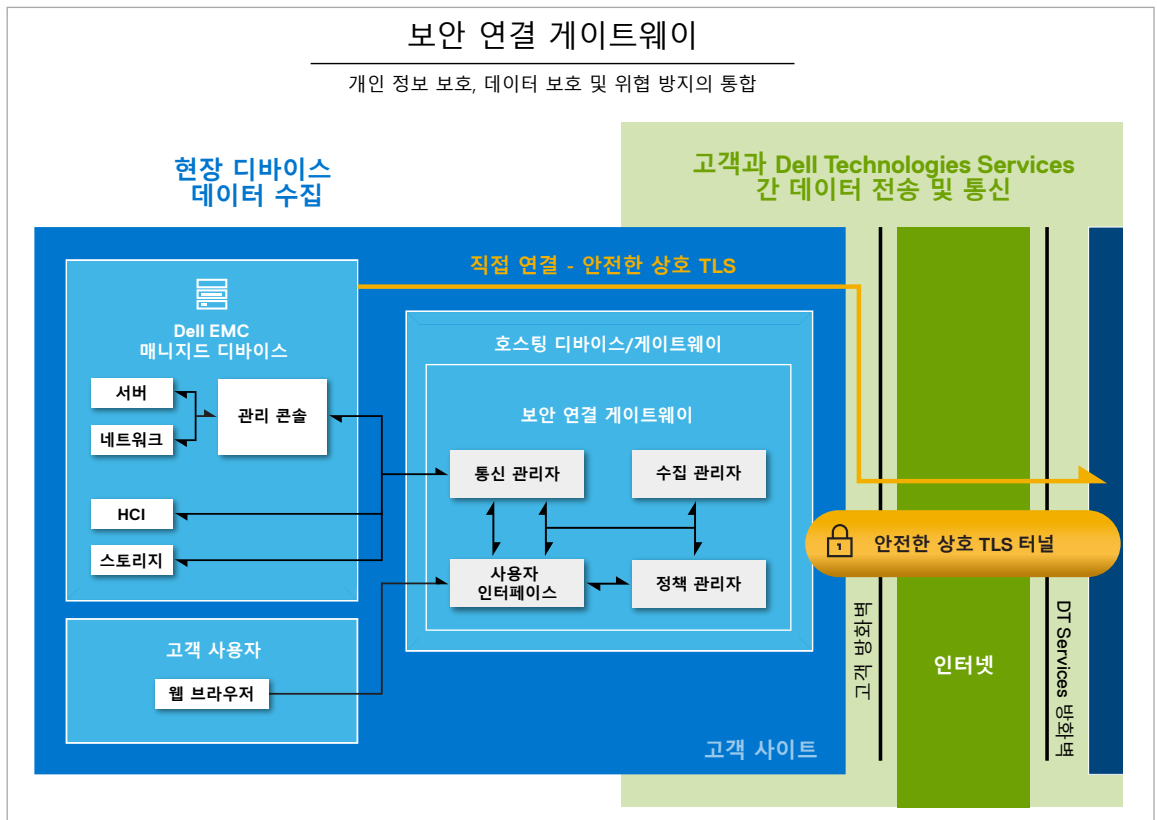 보안 연결 게이트웨이
개인 정보 보호, 데이터 보호 및 위협 방지의 통합
현장 디바이스
데이터 수집
고객과 Dell Technologies Services
간 데이터 전송 및 통신
직접 연결 - 안전한 상호 TLS
Dell EMC
매니지드 디바이스
서버
네트워크
관리 콘솔
HCI
스토리지
호스팅 디바이스/게이트웨이
보안 연결 게이트웨이
통신 관리자
수집 관리자
사용자
인터페이스
정책 관리자
고객 사용자
웹 브라우저
고객 사이트
1
안전한 상호 TLS 터널
고객 방화벽
인터넷
DT Services 방화벽